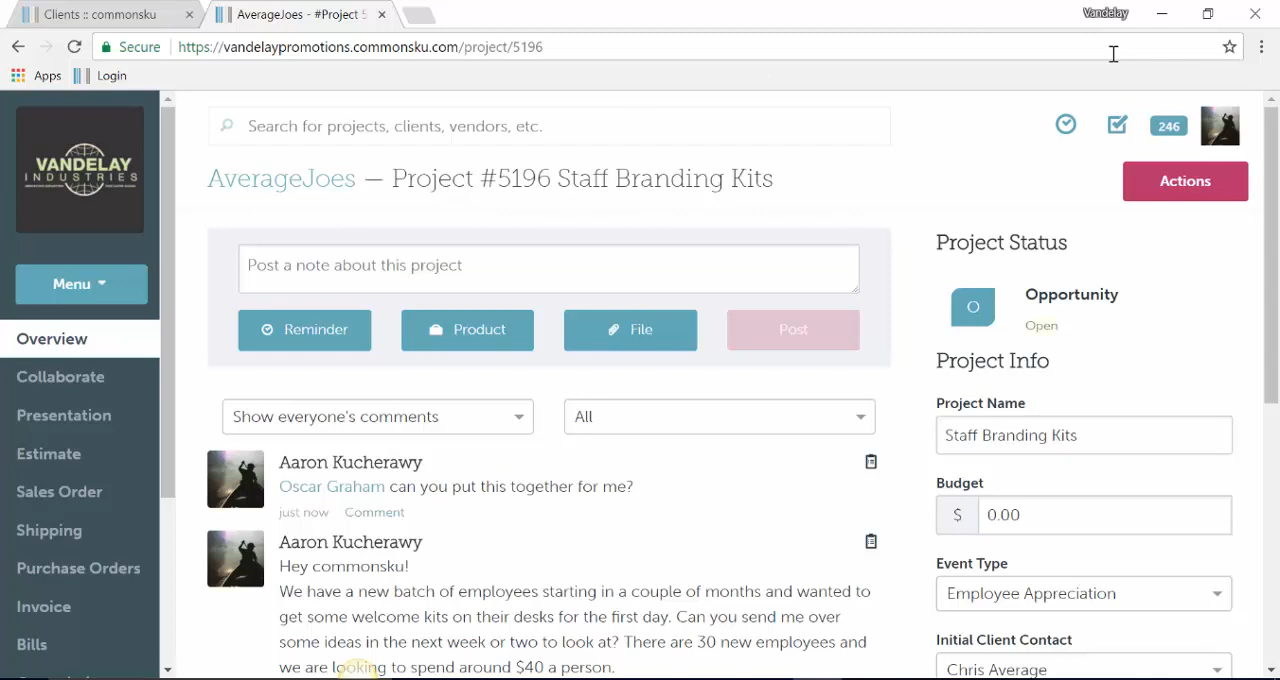 Clients :: commonsku
AverageJoes - #Project 5
Vandelay
Secure
https://vandelaypromotions.commonsku.com/project/5196
Apps
Login
VANDELAY
INDUSTRIES
Menu
Overview
Collaborate
Presentation
Estimate
Sales Order
Shipping
Purchase Orders
Invoice
Bills
Search for projects, clients, vendors, etc.
246
AverageJoes — Project #5196 Staff Branding Kits
Actions
Post a note about this project
Reminder
Product
File
Post
Show everyone's comments
All
Aaron Kucherawy
Oscar Graham can you put this together for me?
just now Comment
Aaron Kucherawy
Hey commonsku!
We have a new batch of employees starting in a couple of months and wanted to
get some welcome kits on their desks for the first day. Can you send me over
some ideas in the next week or two to look at? There are 30 new employees and
we are looking to spend around $40 a person.
Project Status
O
Opportunity
Open
Project Info
Project Name
Staff Branding Kits
Budget
$ 0.00
Event Type
Employee Appreciation
Initial Client Contact
Chris Average